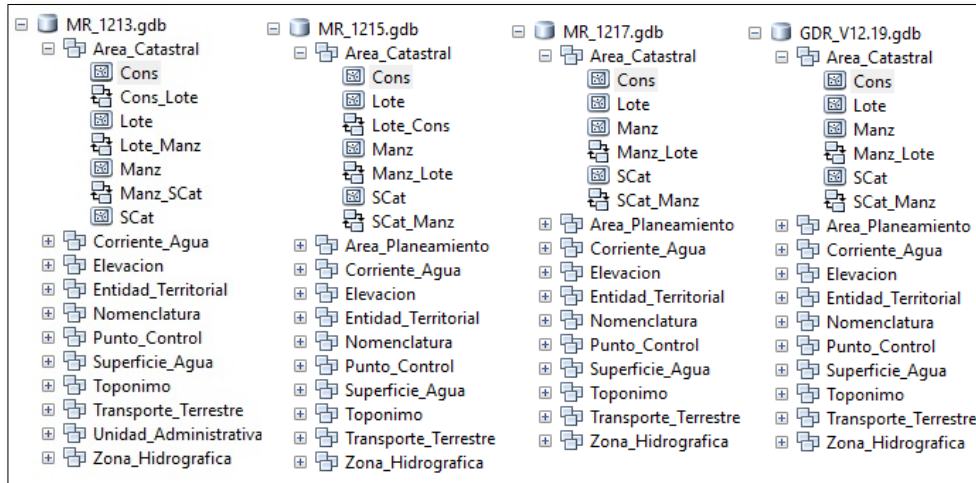 MR_1213.gdb
Area_Catastral
Cons
Cons_Lote
Lote
Lote_Manz
Manz
Manz_SCat
SCat
Corriente_Agua
Elevacion
Entidad_Territorial
Nomenclatura
Punto_Control
Superficie_Agua
Toponimo
Transporte_Terrestre
Unidad_Administrativa
Zona_Hidrografica
MR_1215.gdb
Area_Catastral
Cons
Lote
Lote_Cons
Manz
Manz_Lote
SCat
SCat_Manz
Area_Planeamiento
Corriente_Agua
Elevacion
Entidad_Territorial
Nomenclatura
Punto_Control
Superficie_Agua
Toponimo
Transporte_Terrestre
Zona_Hidrografica
MR_1217.gdb
Area_Catastral
Cons
Lote
Manz
Manz_Lote
SCat
SCat_Manz
Area_Planeamiento
Corriente_Agua
Elevacion
Entidad_Territorial
Nomenclatura
Punto_Control
Superficie_Agua
Toponimo
Transporte_Terrestre
Zona_Hidrografica
GDR_V12.19.gdb
Area_Catastral
Cons
Lote
Manz
Manz_Lote
SCat
SCat_Manz
Area_Planeamiento
Corriente_Agua
Elevacion
Entidad_Territorial
Nomenclatura
Punto_Control
Superficie_Agua
Toponimo
Transporte_Terrestre
Zona_Hidrografica